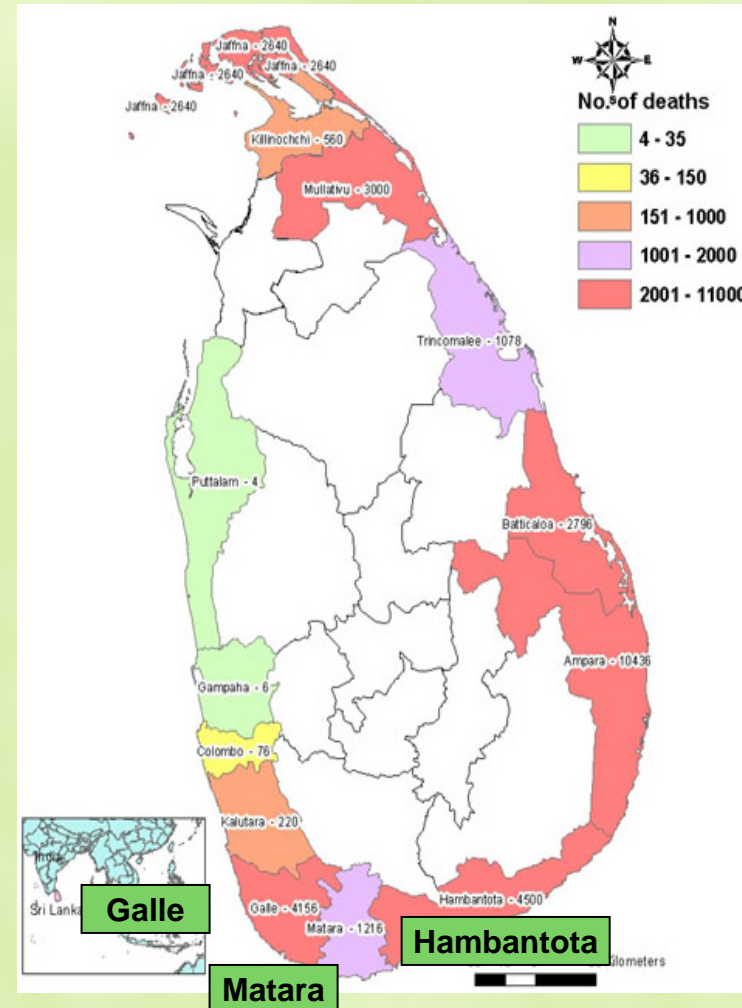 N
W E
S
No. of deaths
4 - 35
36 - 150
151 - 1000
1001 - 2000
2001 - 11000
Jaffna - 2640
Jaffna - 2640
Jaffna - 2640
Jaffna - 2640
Killinochchi - 560
Mullativu - 3000
Trincomalee - 1078
Puttalam - 4
Batticaloa - 2796
Ampara - 10436
Gampaha - 6
Colombo - 76
Kalutara - 220
Galle - 4156
Matara - 1216
Hambantota - 4500
India
Sri Lanka
Galle
Matara
Hambantota
ilometers